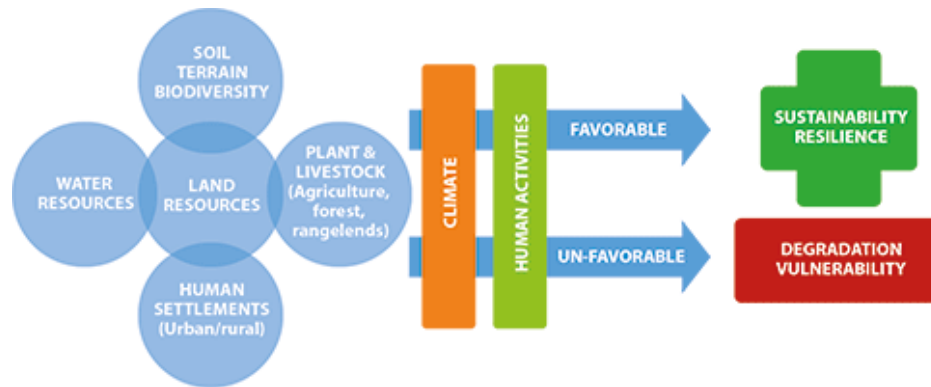 SOIL
TERRAIN
BIODIVERSITY
WATER
RESOURCES
LAND
RESOURCES
PLANT &
LIVESTOCK
(Agriculture,
forest,
rangelends)
HUMAN
SETTLEMENTS
(Urban/rural)
CLIMATE
HUMAN ACTIVITIES
FAVORABLE
UN-FAVORABLE
SUSTAINABILITY
RESILIENCE
DEGRADATION
VULNERABILITY